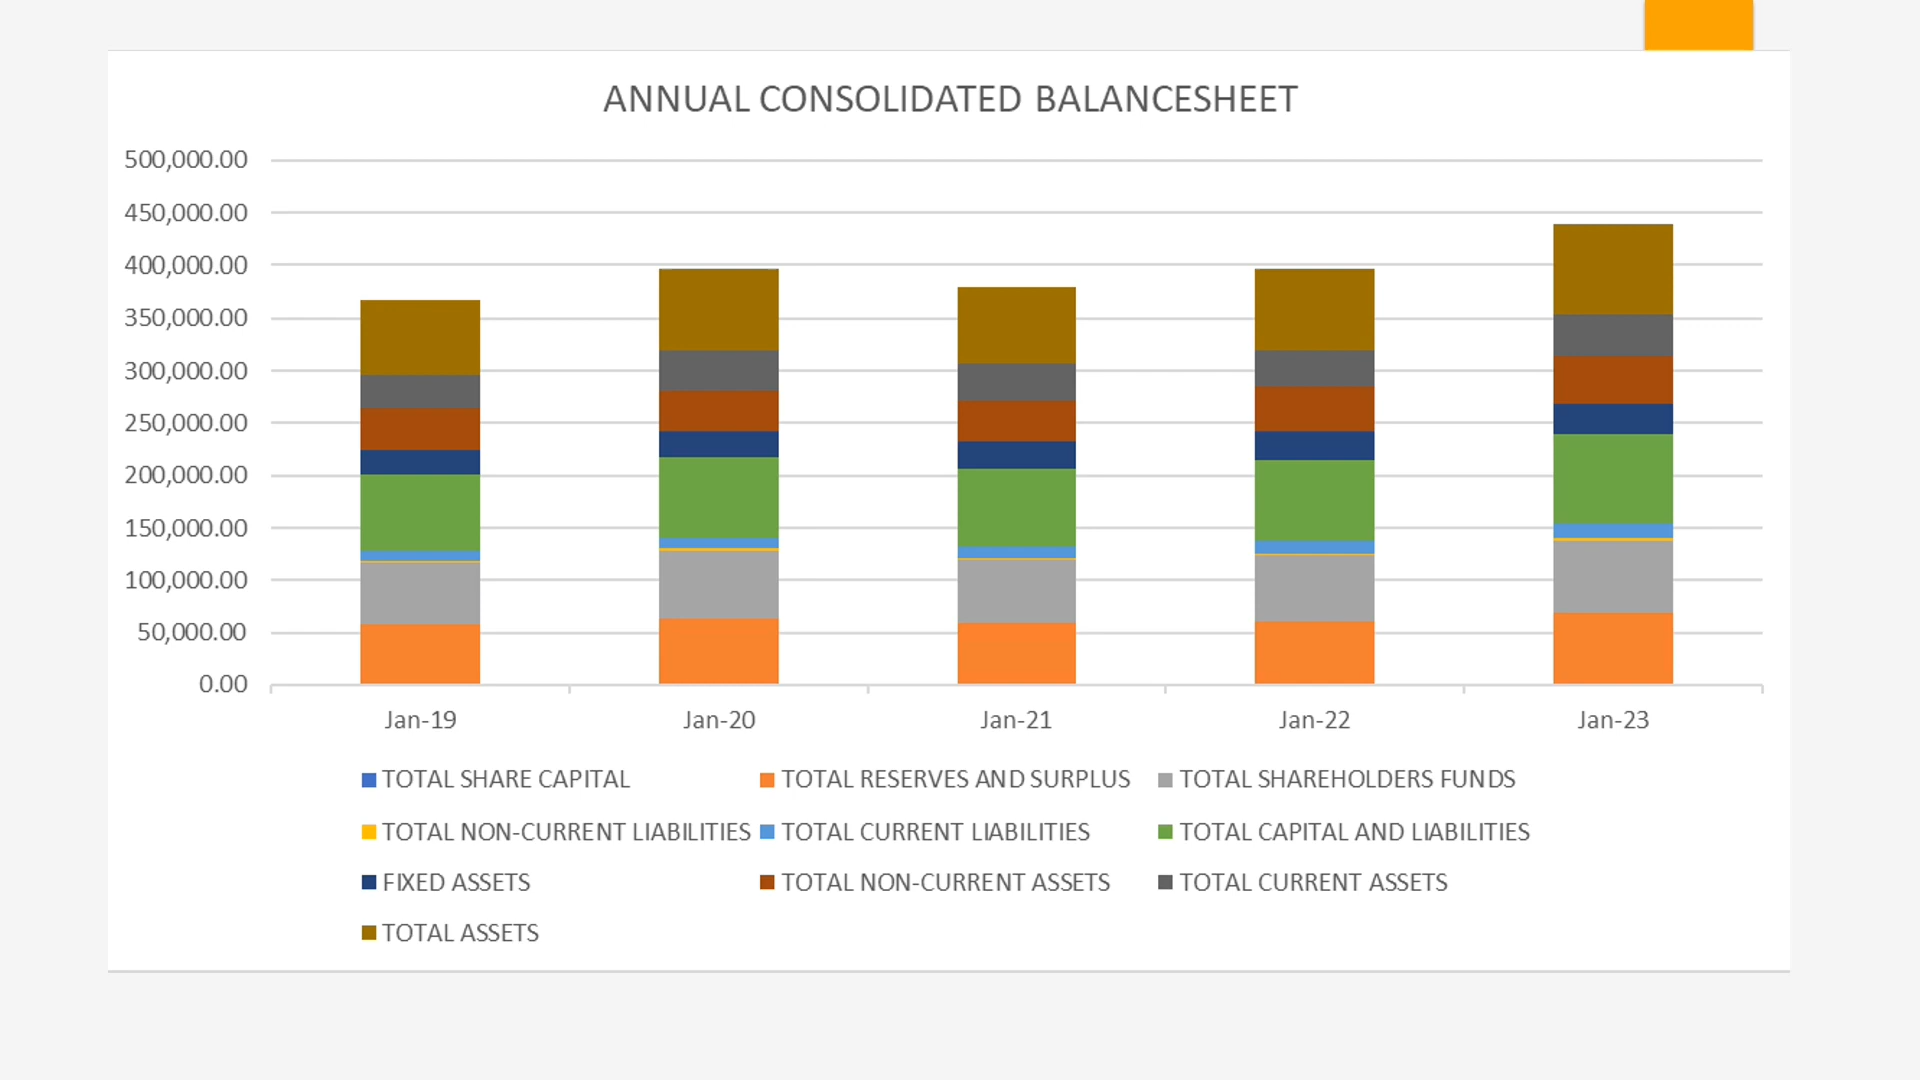 ANNUAL CONSOLIDATED BALANCESHEET
500,000.00
450,000.00
400,000.00
350,000.00
300,000.00
250,000.00
200,000.00
150,000.00
100,000.00
50,000.00
0.00
Jan-19 Jan-20 Jan-21 Jan-22 Jan-23
TOTAL SHARE CAPITAL TOTAL RESERVES AND SURPLUS TOTAL SHAREHOLDERS FUNDS
TOTAL NON-CURRENT LIABILITIES TOTAL CURRENT LIABILITIES TOTAL CAPITAL AND LIABILITIES
FIXED ASSETS TOTAL NON-CURRENT ASSETS TOTAL CURRENT ASSETS
TOTAL ASSETS